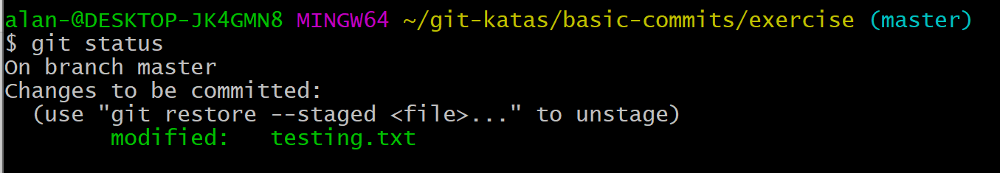 alan-@DESKTOP-JK4GMN8 MINGW64 ~/git-katas/basic-commits/exercise (master)
$ git status
On branch master
Changes to be committed:
  (use "git restore --staged <file>..." to unstage)
        modified:   testing.txt